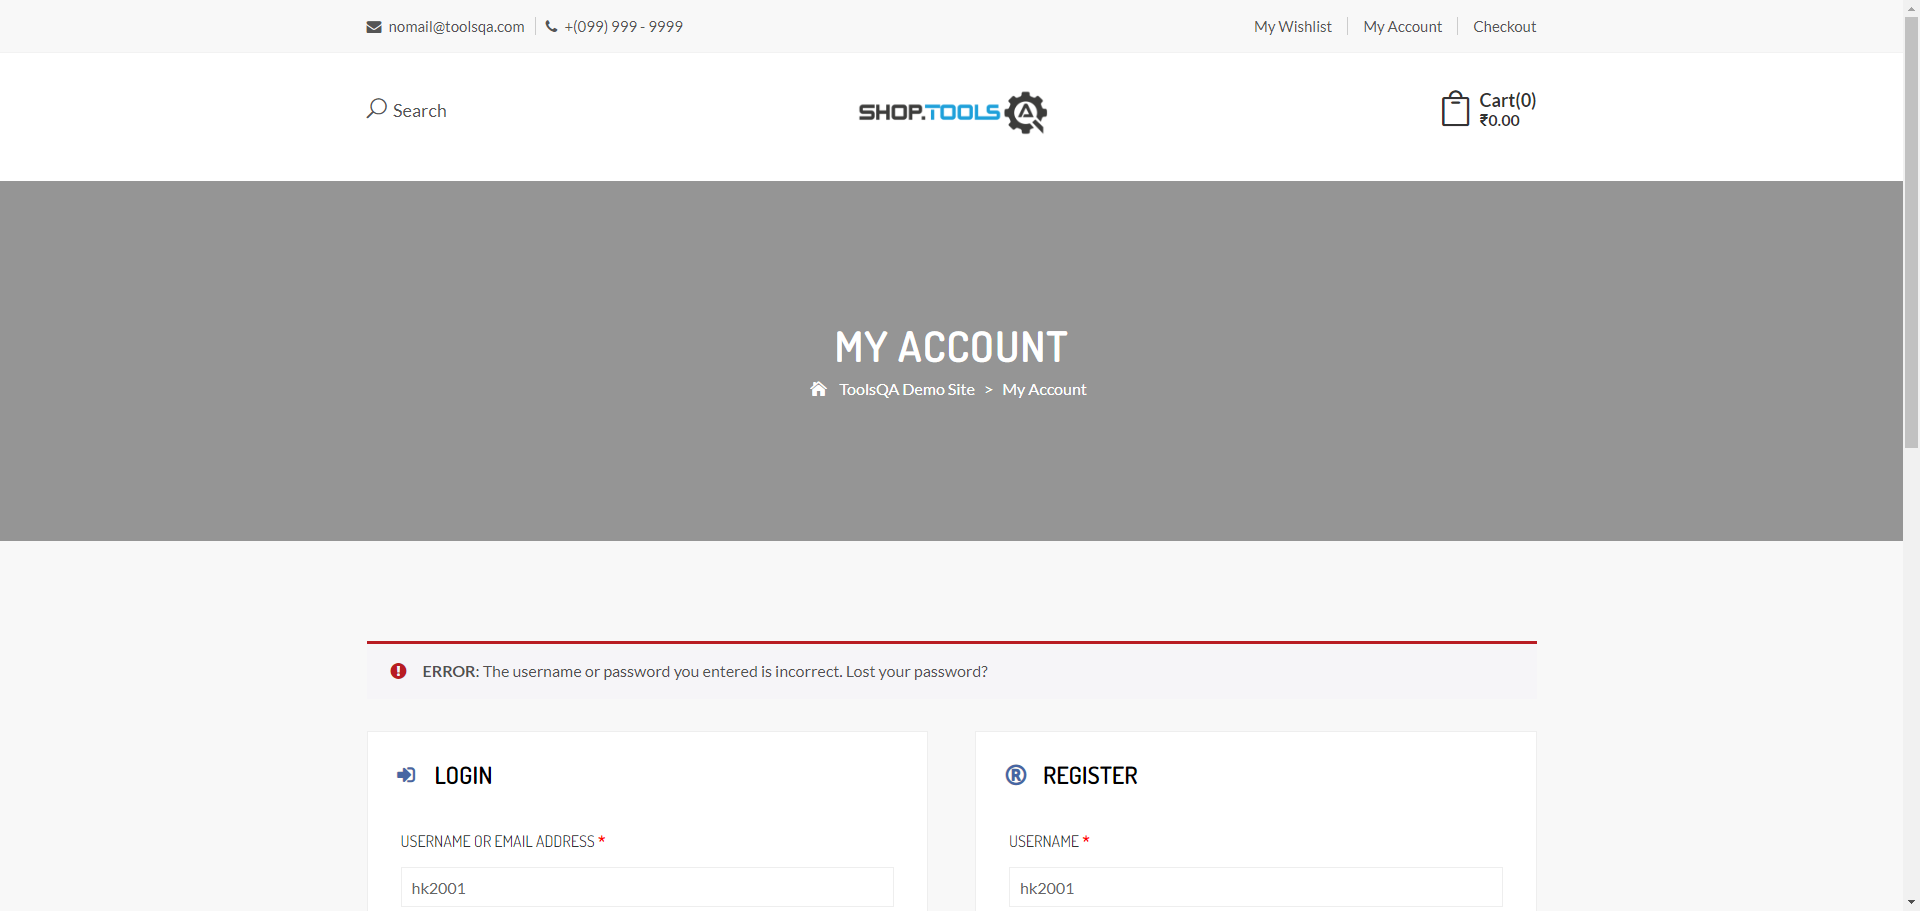 nomail@toolsqa.com +(099) 999 - 9999 My Wishlist My Account Checkout
Search
SHOP.TOOLS
Cart(0)
₹0.00
MY ACCOUNT
ToolsQA Demo Site > My Account
ERROR: The username or password you entered is incorrect. Lost your password?
LOGIN
USERNAME OR EMAIL ADDRESS *
hk2001
® REGISTER
USERNAME *
hk2001